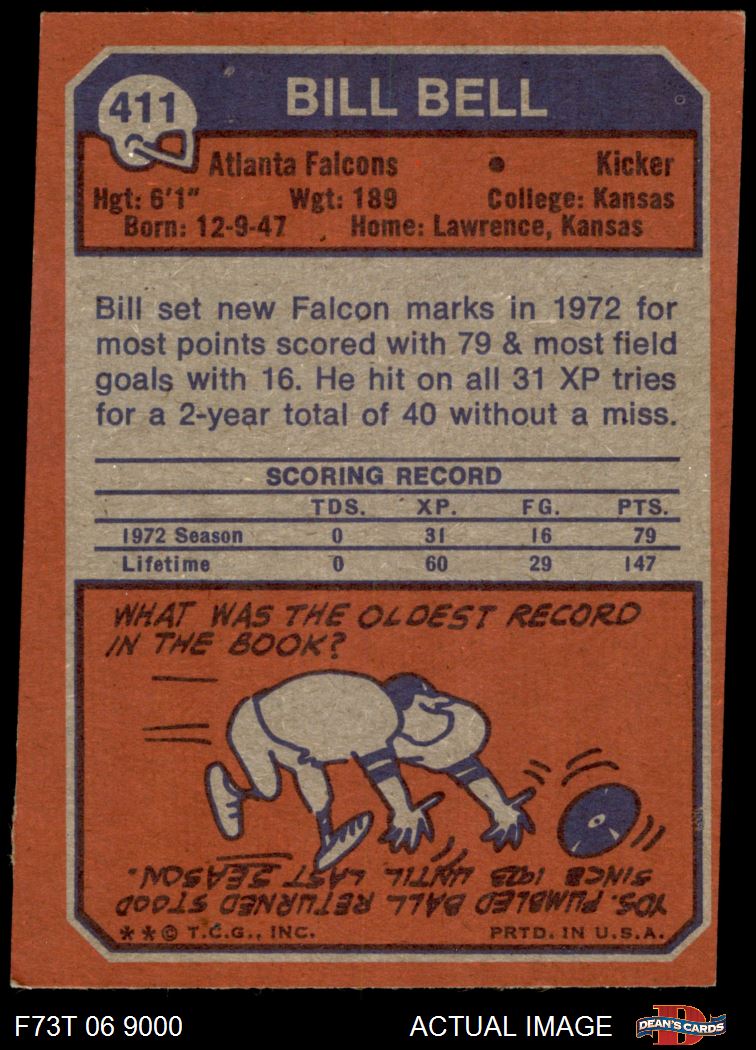 411
BILL BELL
Atlanta Falcons • Kicker
Hgt: 6'1" Wgt: 189 College: Kansas
Born: 12-9-47 Home: Lawrence, Kansas
Bill set new Falcon marks in 1972 for
most points scored with 79 & most field
goals with 16. He hit on all 31 XP tries
for a 2-year total of 40 without a miss.
SCORING RECORD
TDS. XP. FG. PTS.
1972 Season 0 31 16 79
Lifetime 0 60 29 147
WHAT WAS THE OLDEST RECORD
IN THE BOOK?
YDS. FUMBLED BALL RETURNED STOOD
SINCE 1923 UNTIL LAST SEASON.
**© T.C.G., INC. PRTD. IN U.S.A.
F73T 06 9000 ACTUAL IMAGE
D
DEAN'S CARDS